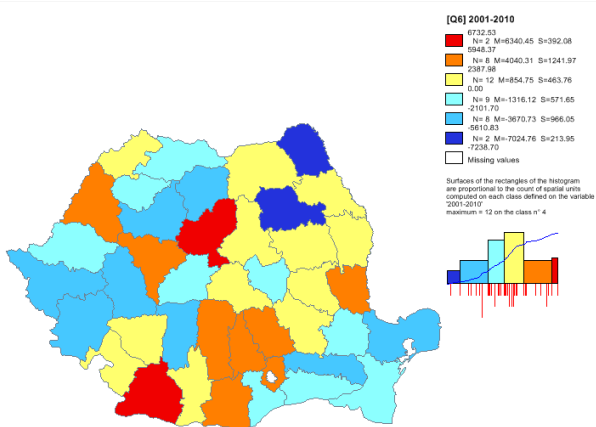 [Q6] 2001-2010
6732.53
N= 2 M=6340.45 S=392.08
5948.37
N= 8 M=4040.31 S=1241.97
2387.98
N= 12 M=854.75 S=463.76
0.00
N= 9 M=-1316.12 S=571.65
-2101.70
N= 8 M=-3670.73 S=966.05
-5610.83
N= 2 M=-7024.76 S=213.95
-7238.70
Missing values
Surfaces of the rectangles of the histogram
are proportional to the count of spatial units
computed on each class defined on the variable
'2001-2010'
maximum = 12 on the class n° 4